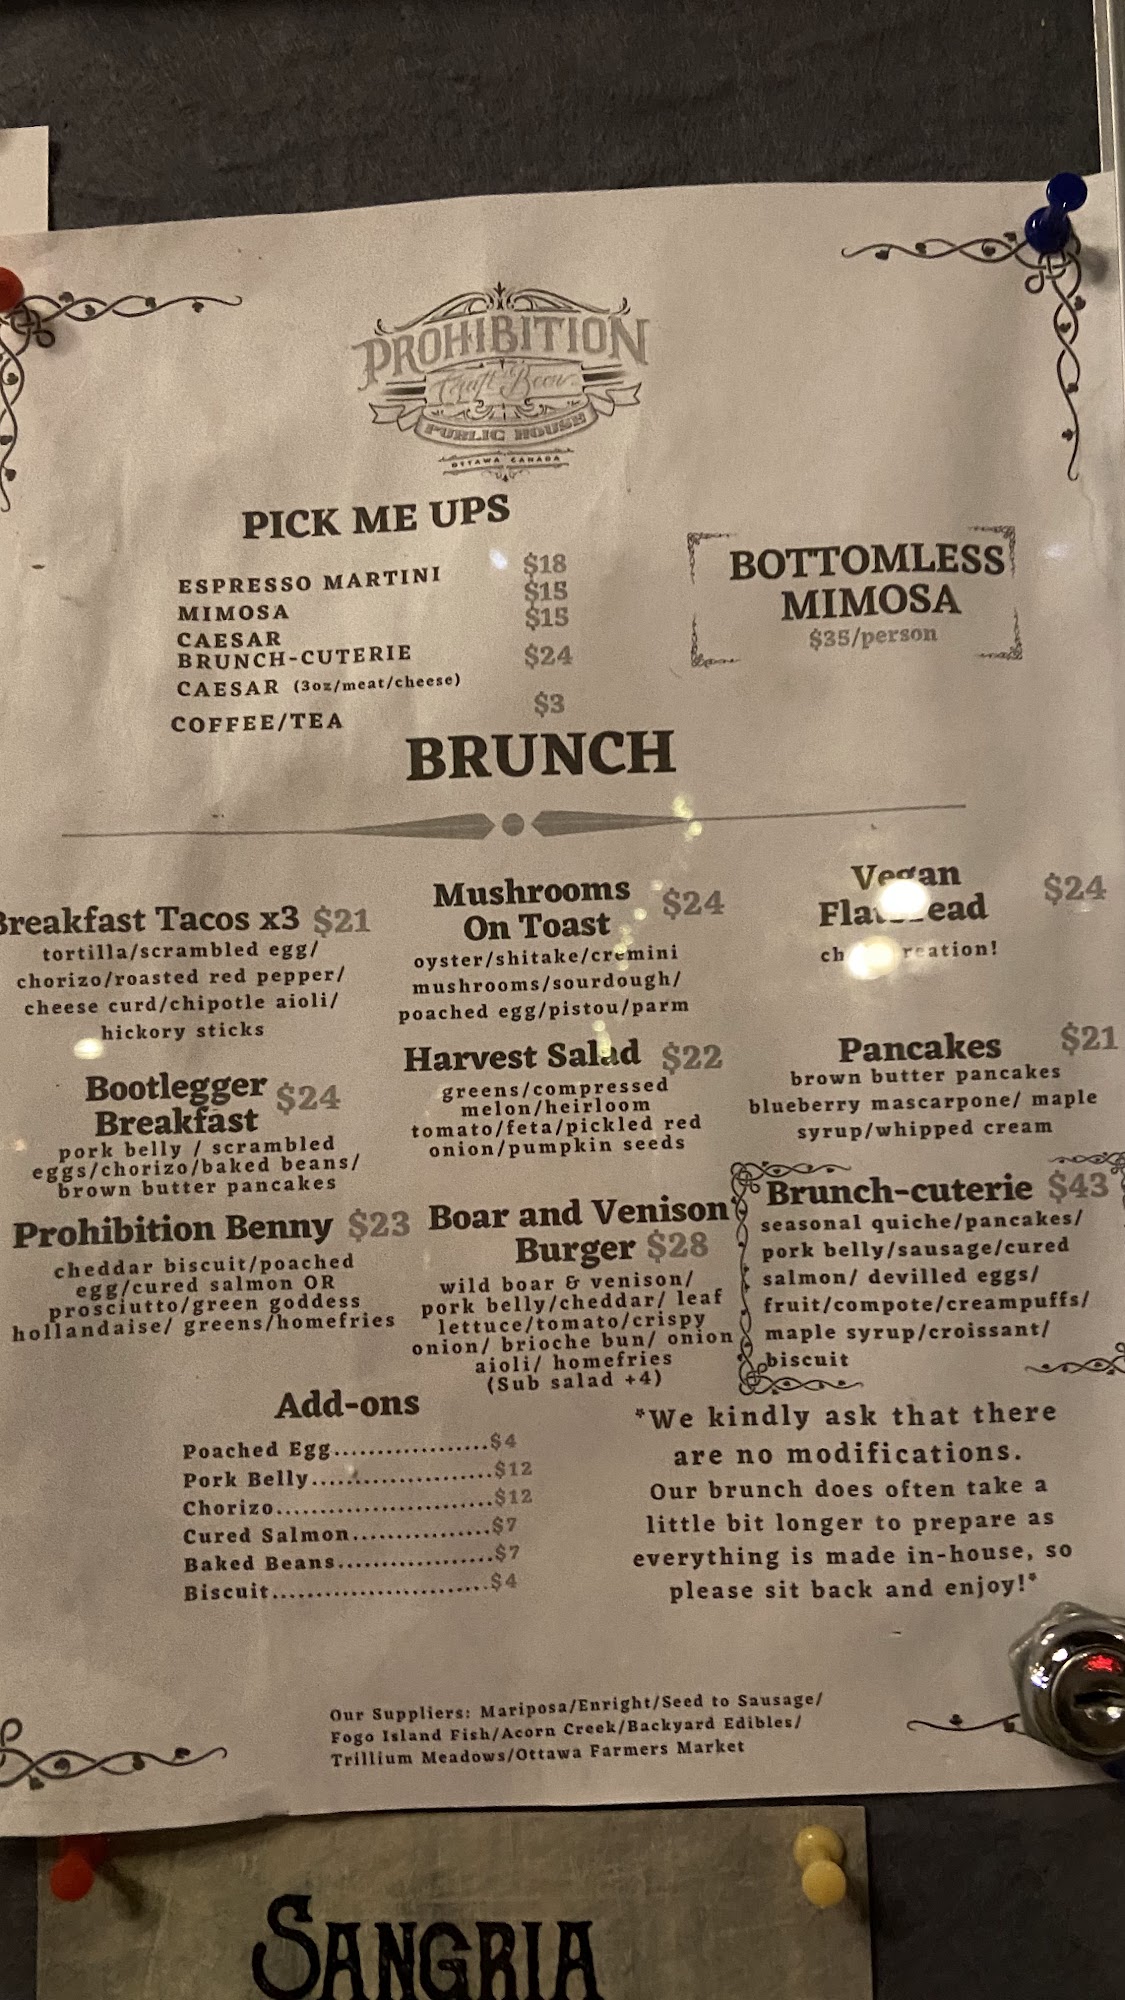 PROHIBITION
Craft Beer
PUBLIC HOUSE
OTTAWA CANADA
PICK ME UPS
ESPRESSO MARTINI $18
MIMOSA $15
CAESAR $15
BRUNCH-CUTERIE
CAESAR (3oz/meat/cheese) $24
COFFEE/TEA $3
BOTTOMLESS
MIMOSA
$35/person
BRUNCH
Breakfast Tacos x3 $21
tortilla/scrambled egg/
chorizo/roasted red pepper/
cheese curd/chipotle aioli/
hickory sticks
Bootlegger $24
Breakfast
pork belly / scrambled
eggs/chorizo/baked beans/
brown butter pancakes
Prohibition Benny $23
cheddar biscuit/poached
egg/cured salmon OR
prosciutto/green goddess
hollandaise/ greens/homefries
Mushrooms $24
On Toast
oyster/shitake/cremini
mushrooms/sourdough/
poached egg/pistou/parm
Harvest Salad $22
greens/compressed
melon/heirloom
tomato/feta/pickled red
onion/pumpkin seeds
Boar and Venison
Burger $28
wild boar & venison/
pork belly/cheddar/ leaf
lettuce/tomato/crispy
onion/ brioche bun/ onion
aioli/ homefries
(Sub salad +4)
Vegan $24
Flatbread
Pancakes $21
brown butter pancakes
blueberry mascarpone/ maple
syrup/whipped cream
Brunch-cuterie $43
seasonal quiche/pancakes/
pork belly/sausage/cured
salmon/ devilled eggs/
fruit/compote/creampuffs/
maple syrup/croissant/
biscuit
Add-ons
Poached Egg..................$4
Pork Belly.....................$12
Chorizo.........................$12
Cured Salmon................$7
Baked Beans..................$7
Biscuit.........................$4
*We kindly ask that there
are no modifications.
Our brunch does often take a
little bit longer to prepare as
everything is made in-house, so
please sit back and enjoy!*
Our Suppliers: Mariposa/Enright/Seed to Sausage/
Fogo Island Fish/Acorn Creek/Backyard Edibles/
Trillium Meadows/Ottawa Farmers Market
SANGRIA